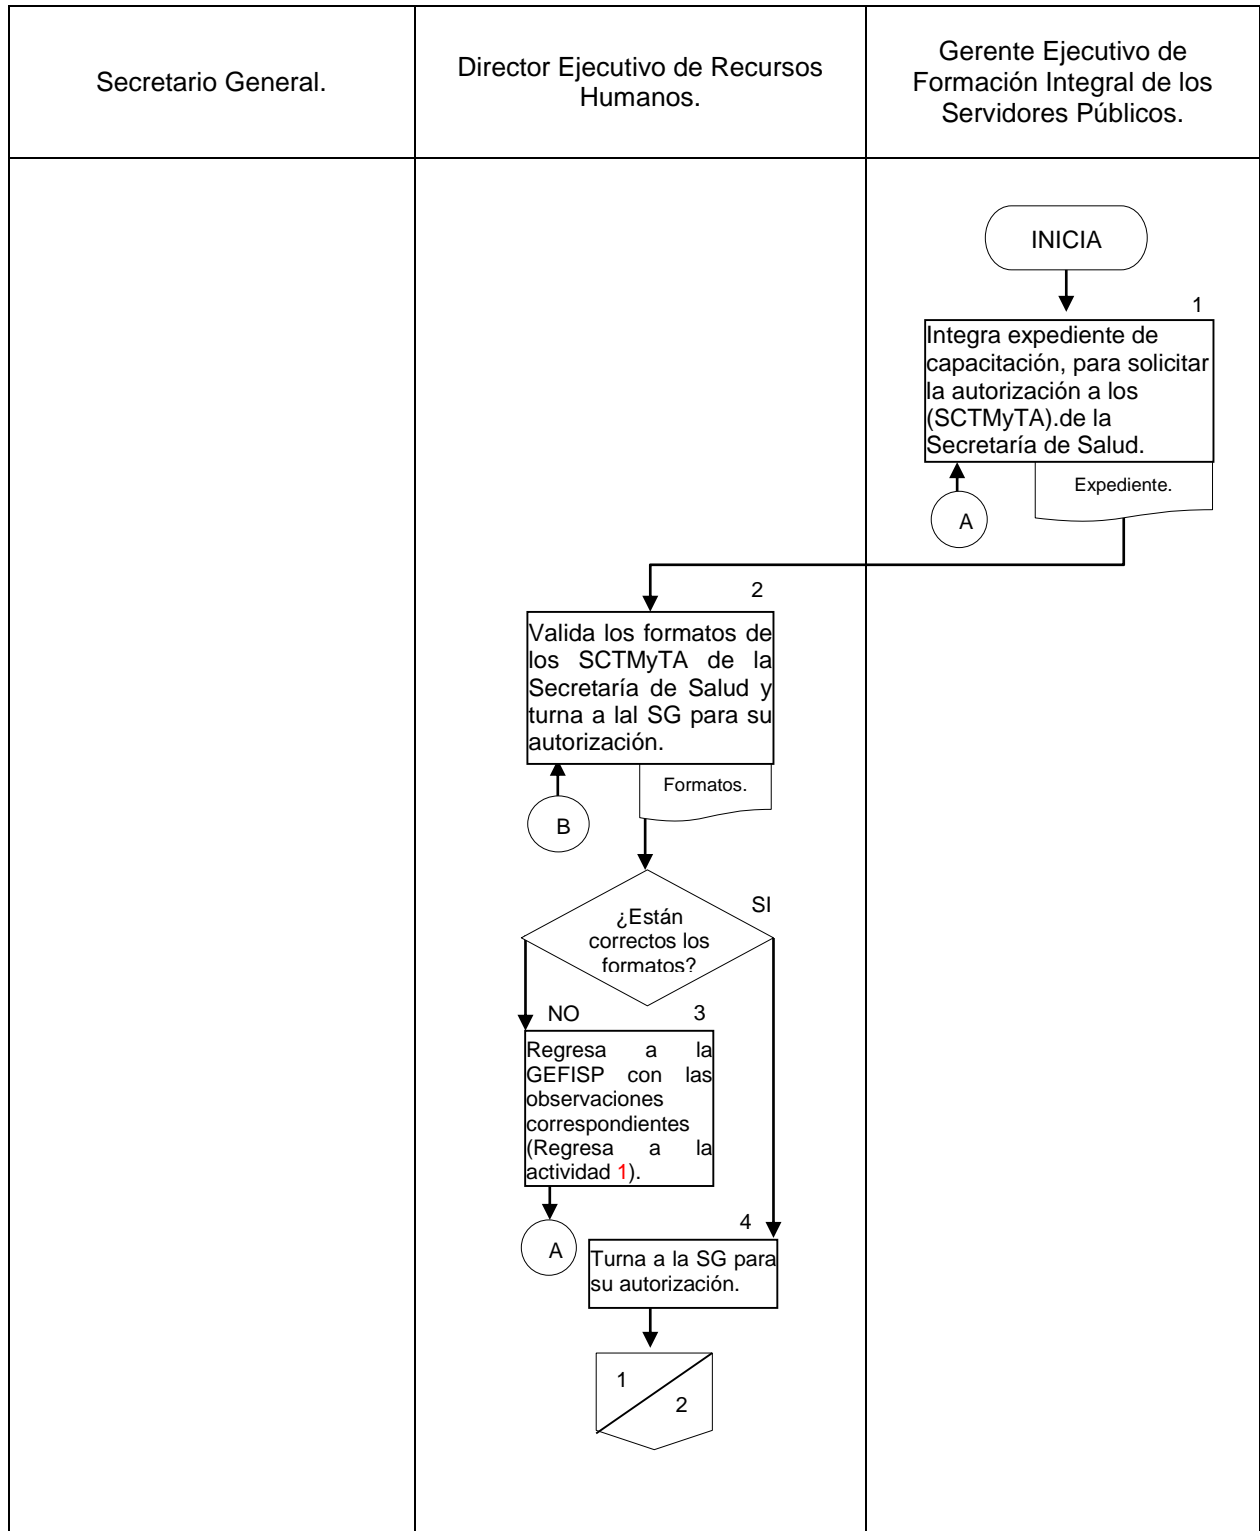 Secretario General.
Director Ejecutivo de Recursos
Humanos.
Gerente Ejecutivo de
Formación Integral de los
Servidores Públicos.
INICIA
1
Integra expediente de
capacitación, para solicitar
la autorización a los
(SCTMyTA).de la
Secretaría de Salud.
Expediente.
A
2
Valida los formatos de
los SCTMyTA de la
Secretaría de Salud y
turna a lal SG para su
autorización.
Formatos.
B
¿Están
correctos los
formatos?
SI
NO
3
Regresa a la
GEFISP con las
observaciones
correspondientes
(Regresa a la
actividad 1).
A
4
Turna a la SG para
su autorización.
1
2